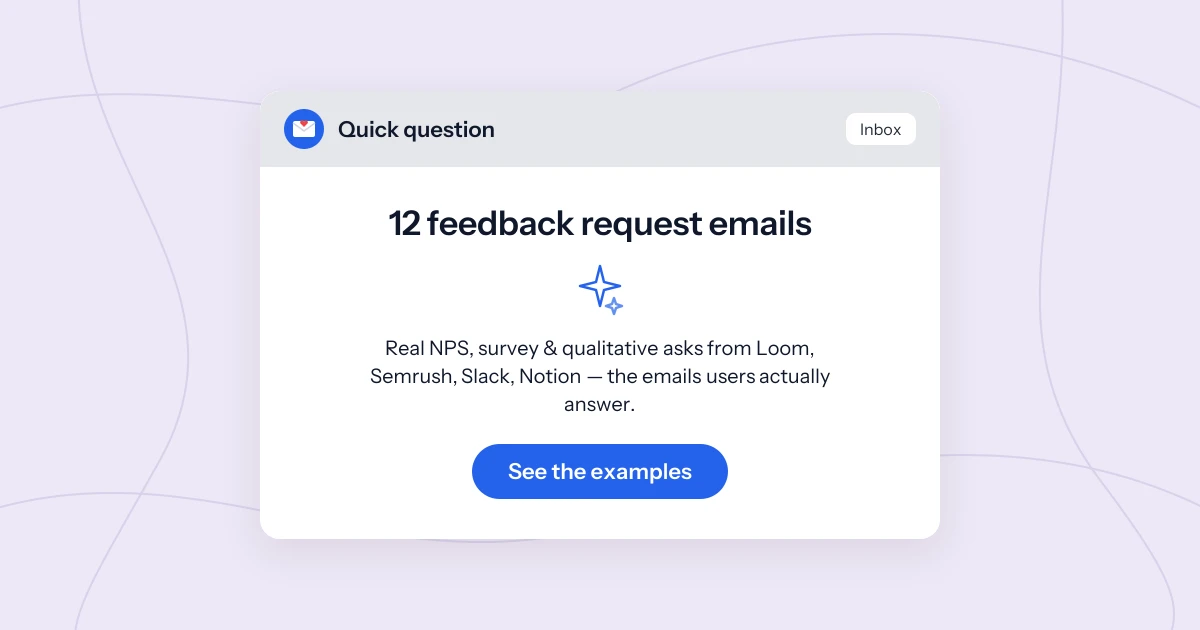 Quick question
Inbox
12 feedback request emails
Real NPS, survey & qualitative asks from Loom,
Semrush, Slack, Notion — the emails users actually
answer.
See the examples